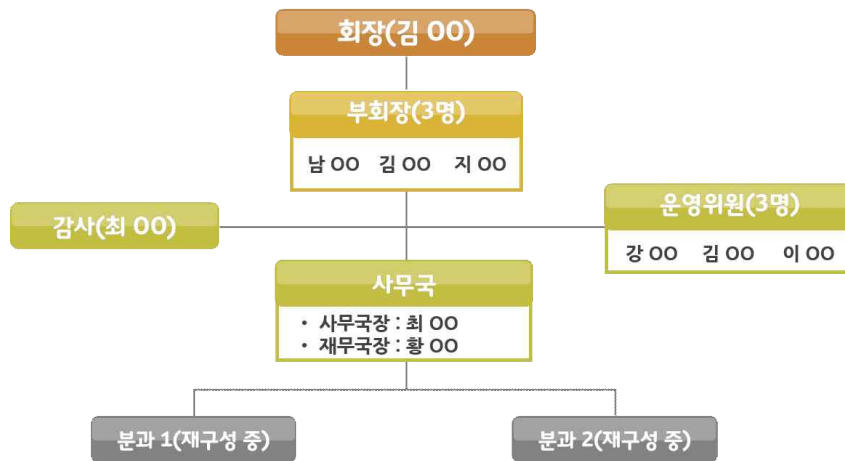 회장(김 OO)
부회장(3명)
남 OO 김 OO 지 OO
감사(최 OO)
운영위원(3명)
강 OO 김 OO 이 OO
사무국
• 사무국장 : 최 OO
• 재무국장 : 황 OO
분과 1(재구성 중)
분과 2(재구성 중)